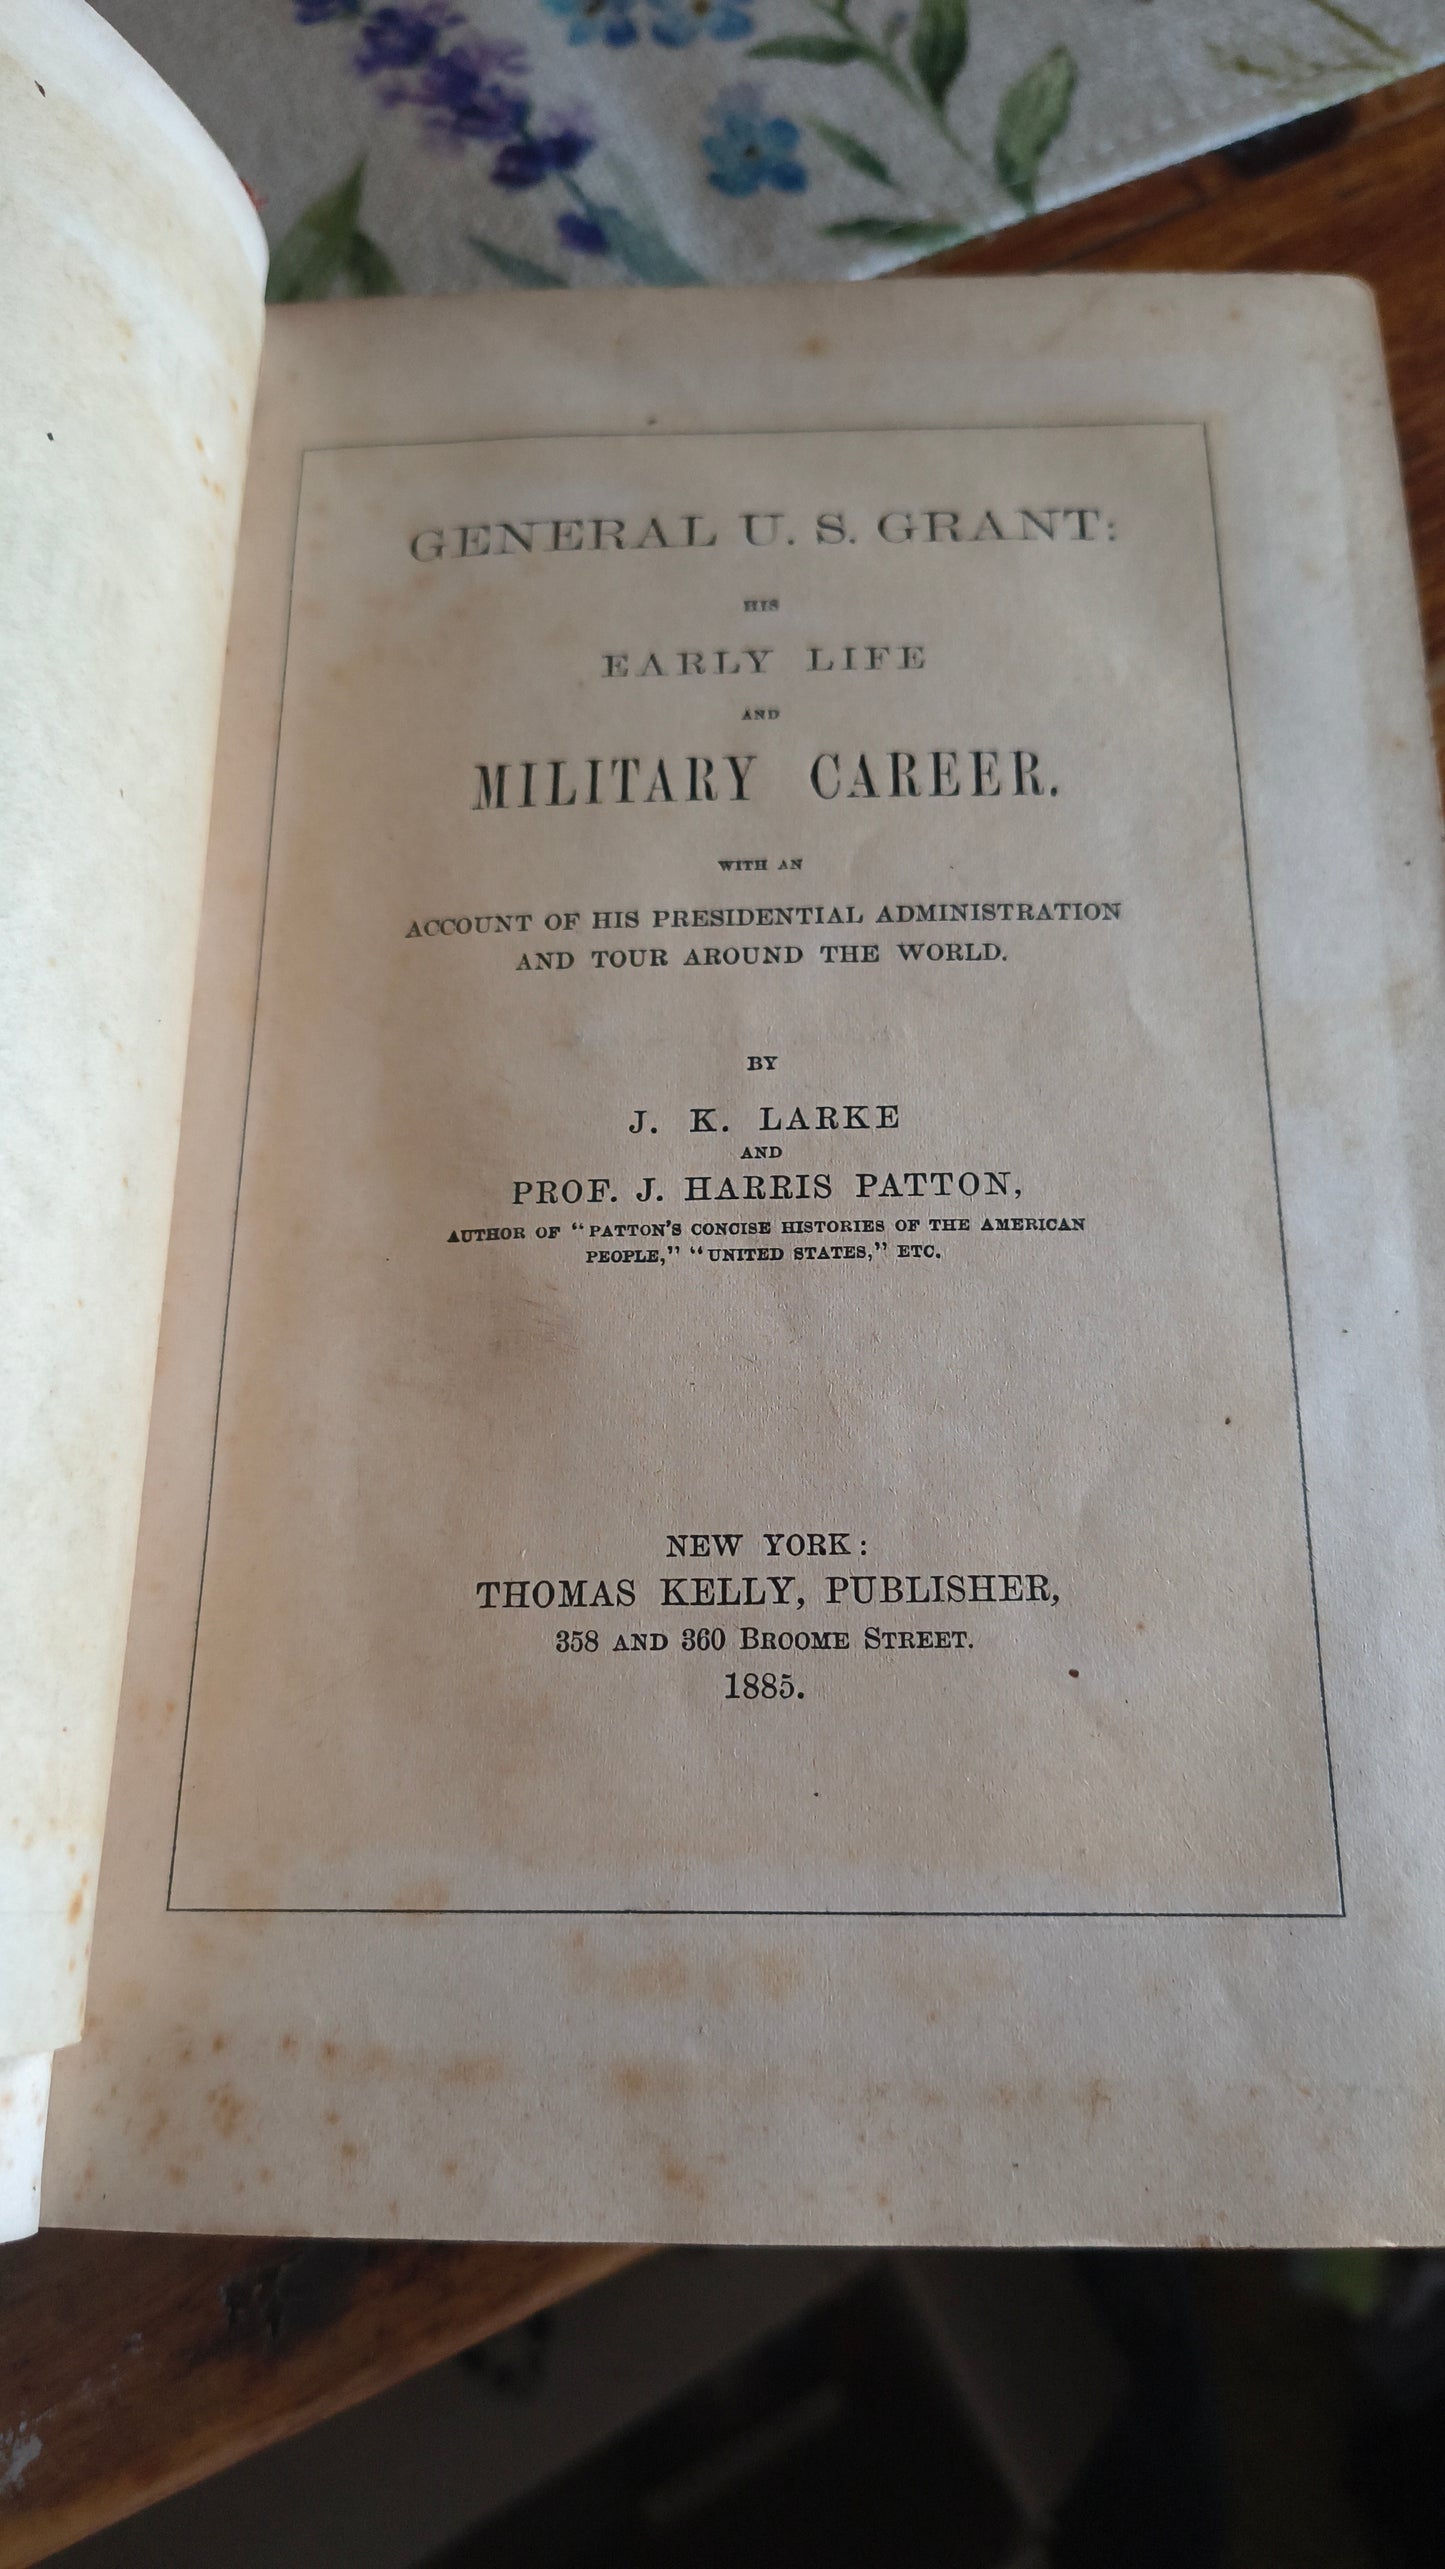 GENERAL U. S. GRANT:
HIS
EARLY LIFE
AND
MILITARY CAREER.
WITH AN
ACCOUNT OF HIS PRESIDENTIAL ADMINISTRATION
AND TOUR AROUND THE WORLD.
BY
J. K. LARKE
AND
PROF. J. HARRIS PATTON,
AUTHOR OF "PATTON'S CONCISE HISTORIES OF THE AMERICAN
PEOPLE," "UNITED STATES," ETC.
NEW YORK:
THOMAS KELLY, PUBLISHER,
358 AND 360 BROOME STREET.
1885.